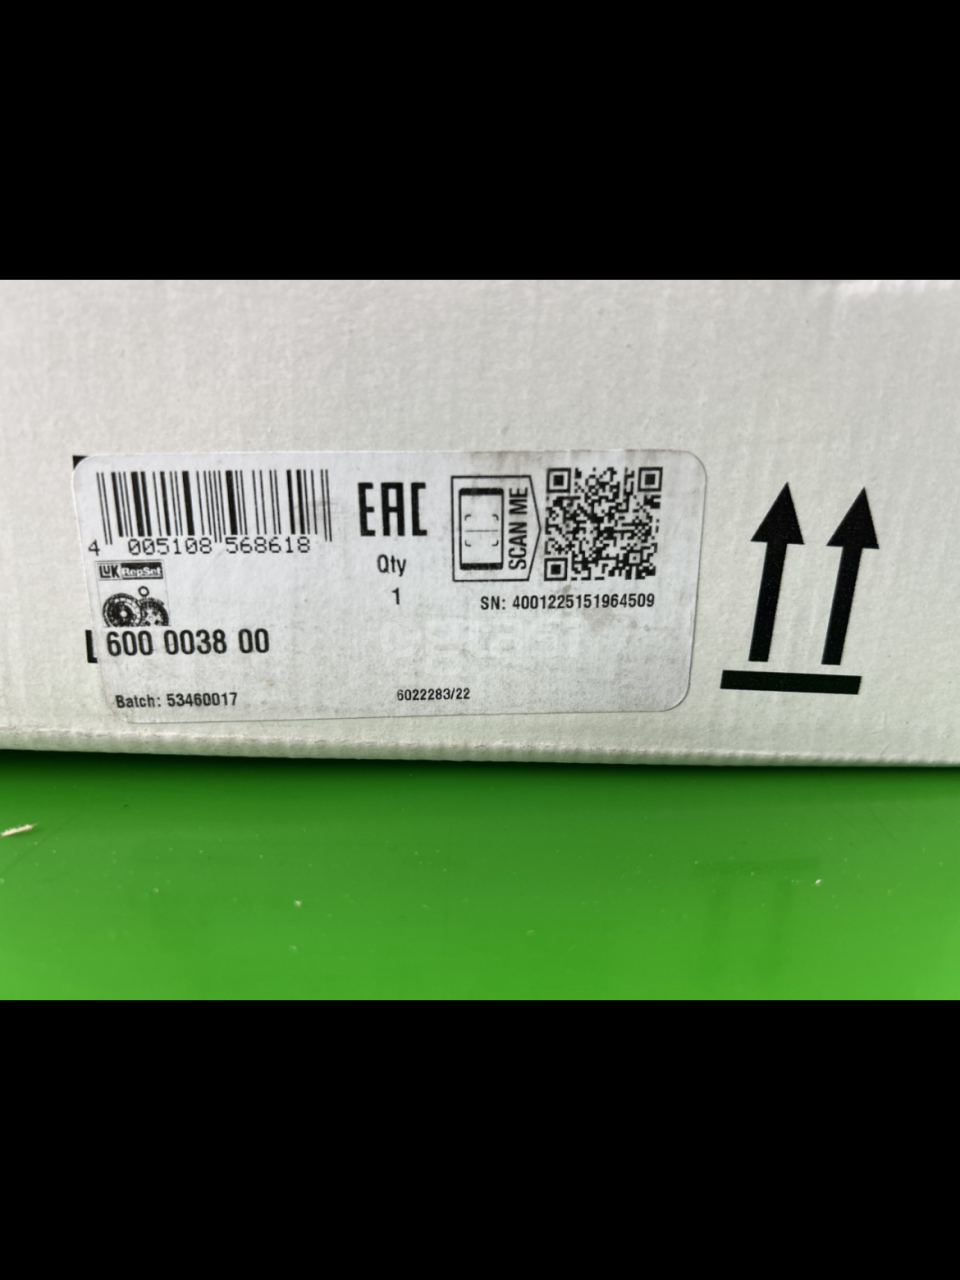 4 005108 568618
EAC
SCAN ME
LUK RepSet
Qty
1
SN: 4001225151964509
600 0038 00
Batch: 53460017
6022283/22